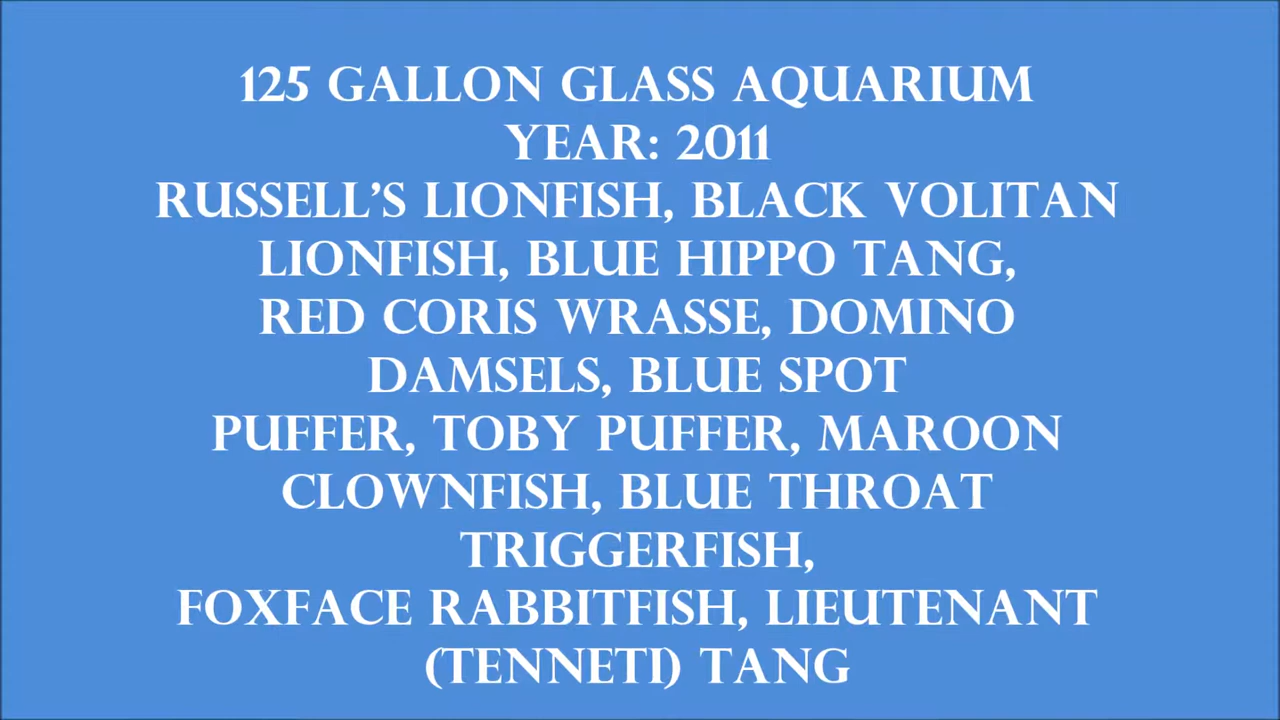 125 GALLON GLASS AQUARIUM
YEAR: 2011
RUSSELL'S LIONFISH, BLACK VOLITAN
LIONFISH, BLUE HIPPO TANG,
RED CORIS WRASSE, DOMINO
DAMSELS, BLUE SPOT
PUFFER, TOBY PUFFER, MAROON
CLOWNFISH, BLUE THROAT
TRIGGERFISH,
FOXFACE RABBITFISH, LIEUTENANT
(TENNETI) TANG